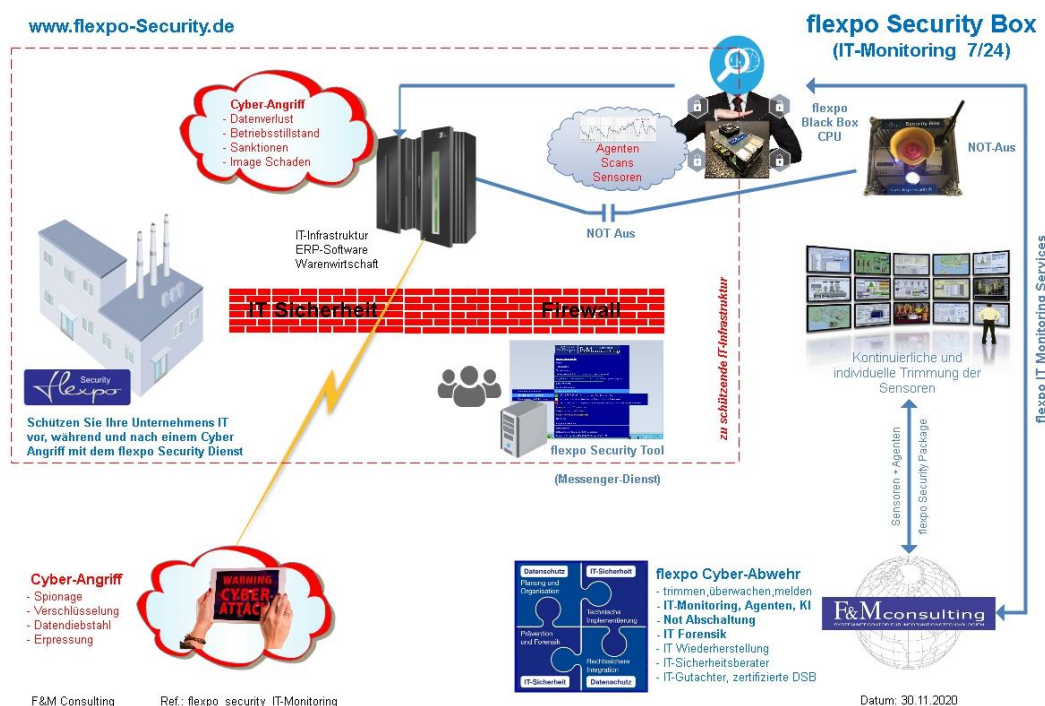 www.flexpo-Security.de
flexpo Security Box
(IT-Monitoring 7/24)
Cyber-Angriff
- Datenverlust
- Betriebsstillstand
- Sanktionen
- Image Schaden
Agenten
Scans
Sensoren
flexpo
Black Box
CPU
Security Box
NOT-Aus
NOT Aus
IT-Infrastruktur
ERP-Software
Warenwirtschaft
IT Sicherheit
Firewall
zu schützende IT-Infrastruktur
flexpo IT Monitoring Services
Kontinuierliche und
individuelle Trimmung der
Sensoren
Security
flexpo
Schützen Sie Ihre Unternehmens IT
vor, während und nach einem Cyber
Angriff mit dem flexpo Security Dienst
F&M consulting
flexpo Security Tool
(Messenger-Dienst)
Sensoren + Agenten
flexpo Security Package
Cyber-Angriff
- Spionage
- Verschlüsselung
- Datendiebstahl
- Erpressung
WARNING
CYBER-
ATTACK
Datenschutz
IT-Sicherheit
Planung und
Organisation
Technische
Implementierung
Prävention
und Forensik
Rechtssichere
Integration
IT-Sicherheit
Datenschutz
flexpo Cyber-Abwehr
- trimmen,überwachen,melden
- IT-Monitoring, Agenten, KI
- Not Abschaltung
- IT Forensik
- IT Wiederherstellung
- IT-Sicherheitsberater
- IT-Gutachter, zertifizierte DSB
F&M consulting
F&M Consulting
Ref.: flexpo_security_IT-Monitoring
Datum: 30.11.2020